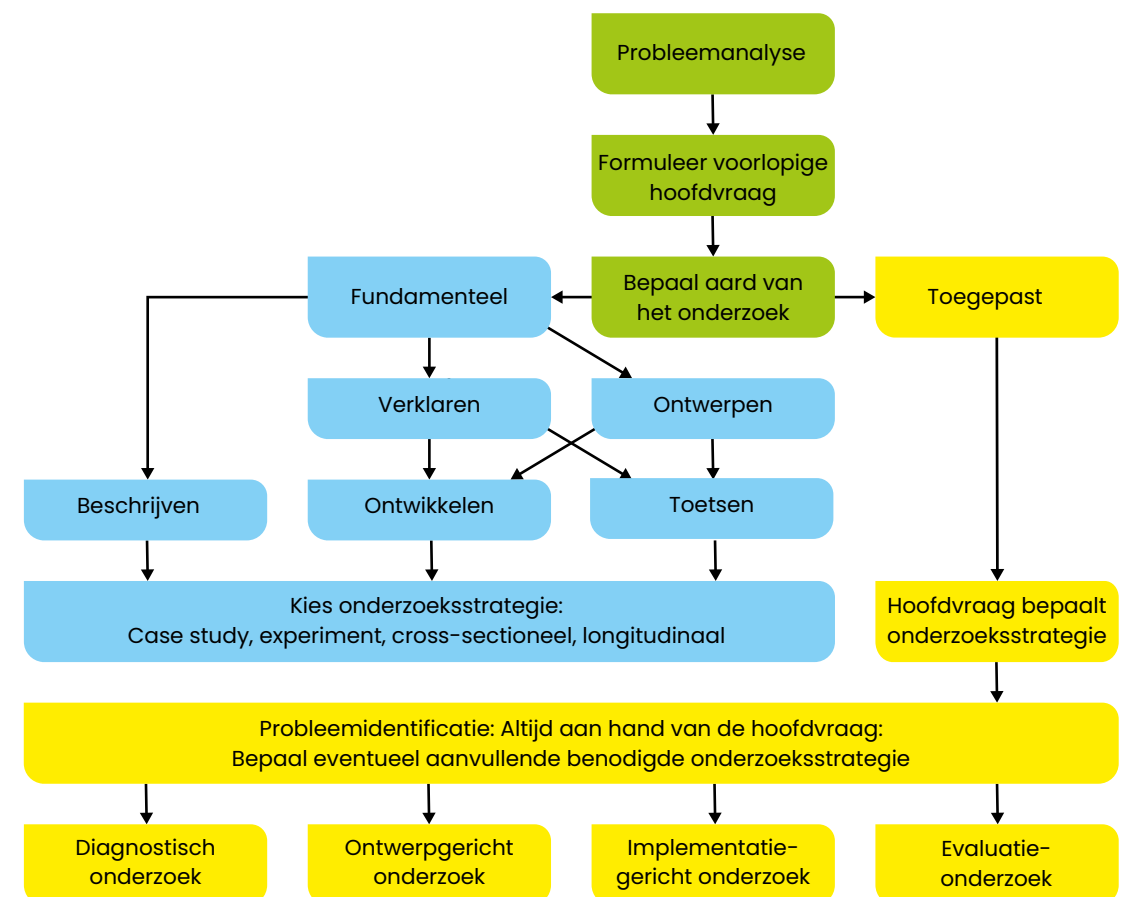 Probleemanalyse
Formuleer voorlopige
hoofdvraag
Fundamenteel
Bepaal aard van
het onderzoek
Toegepast
Verklaren
Ontwerpen
Beschrijven
Ontwikkelen
Toetsen
Kies onderzoeksstrategie:
Case study, experiment, cross-sectioneel, longitudinaal
Hoofdvraag bepaalt
onderzoeksstrategie
Probleemidentificatie: Altijd aan hand van de hoofdvraag:
Bepaal eventueel aanvullende benodigde onderzoeksstrategie
Diagnostisch
onderzoek
Ontwerpgericht
onderzoek
Implementatie-
gericht onderzoek
Evaluatie-
onderzoek